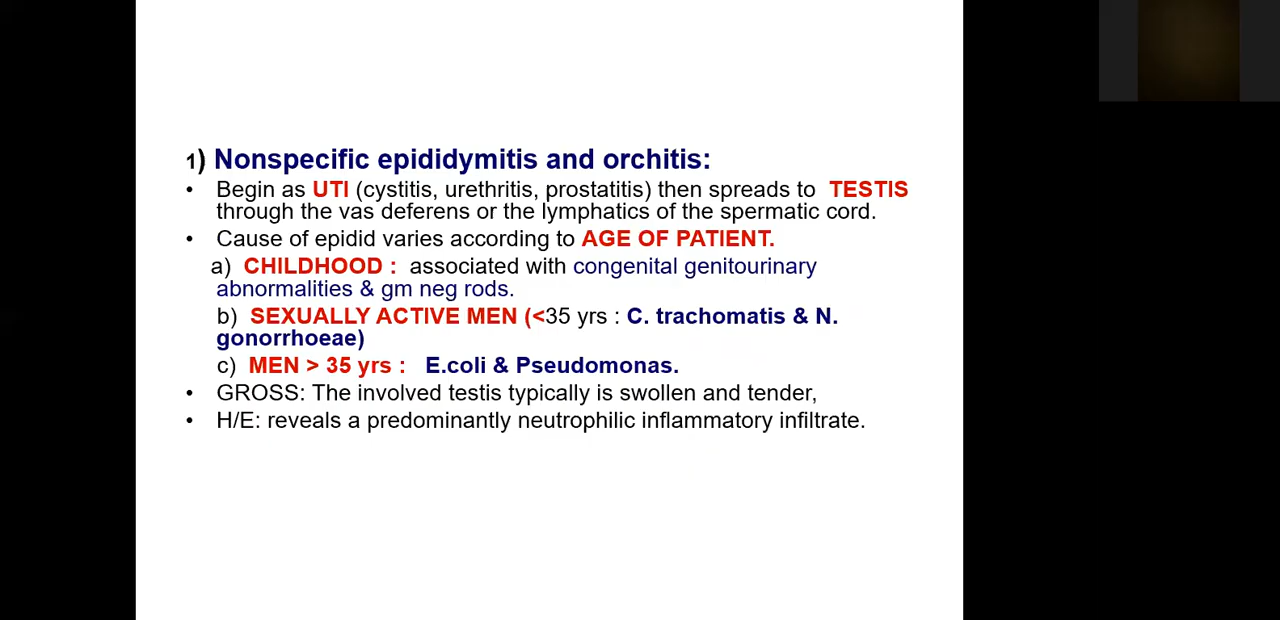 1) Nonspecific epididymitis and orchitis:
• Begin as UTI (cystitis, urethritis, prostatitis) then spreads to TESTIS
through the vas deferens or the lymphatics of the spermatic cord.
• Cause of epidid varies according to AGE OF PATIENT.
a) CHILDHOOD : associated with congenital genitourinary
abnormalities & gm neg rods.
b) SEXUALLY ACTIVE MEN (<35 yrs : C. trachomatis & N.
gonorrhoeae)
c) MEN > 35 yrs : E.coli & Pseudomonas.
• GROSS: The involved testis typically is swollen and tender,
• H/E: reveals a predominantly neutrophilic inflammatory infiltrate.